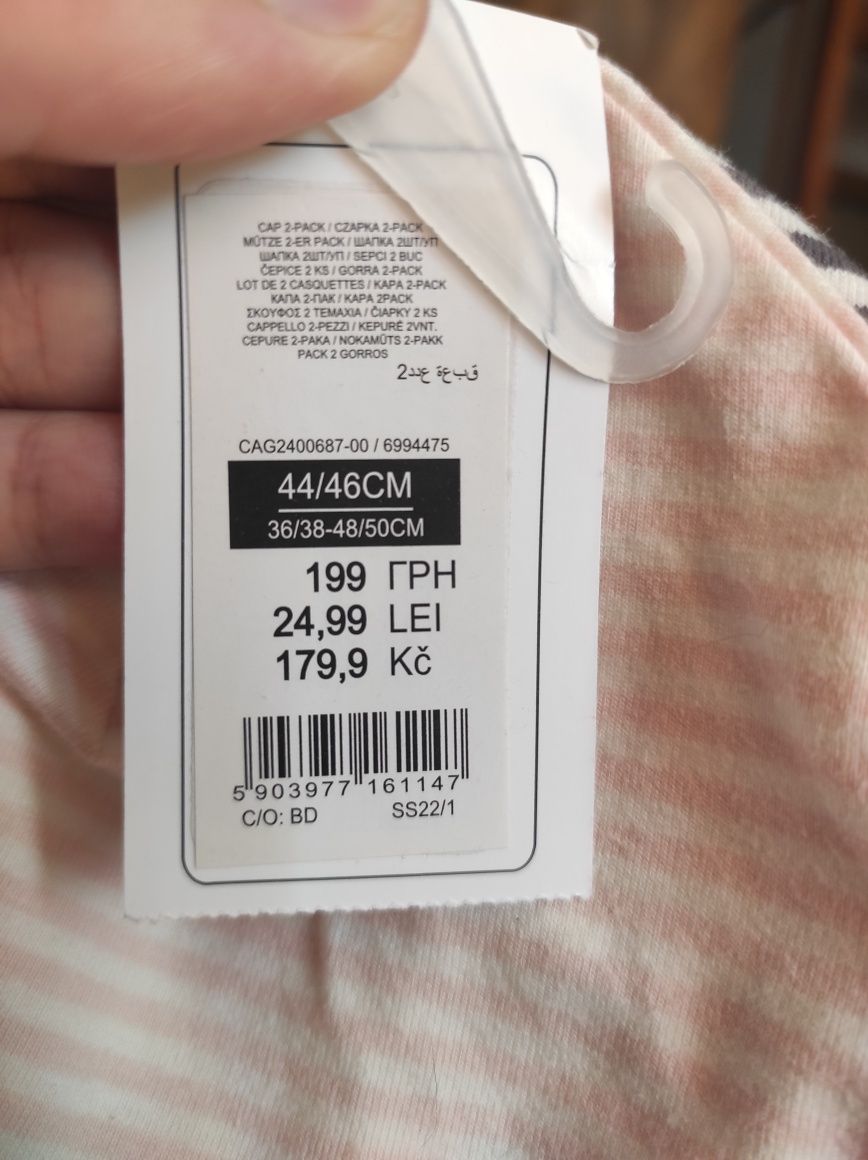 CAP 2-PACK / CZAPKA 2-PACK
MÜTZE 2-ER PACK / ШАПКА 2ШТ/УП
ШАПКА 2ШТ/УП / SEPCI 2 BUC
ČEPICE 2 KS / GORRA 2-PACK
LOT DE 2 CASQUETTES / KAPA 2-PACK
КАПА 2-ПАК / KAPA 2PACK
ΣΚΟΥΦΟΣ 2 ΤΕΜΑΧΙΑ / ČIAPKY 2 KS
CAPPELLO 2-PEZZI / KEPURĖ 2VNT.
CEPURE 2-PAKA / NOKAMÜTS 2-PAKK
PACK 2 GORROS
قبعة عدد2
CAG2400687-00 / 6994475
44/46CM
36/38-48/50CM
199 ГРН
24,99 LEI
179,9 Kč
5 903977 161147
C/O: BD SS22/1